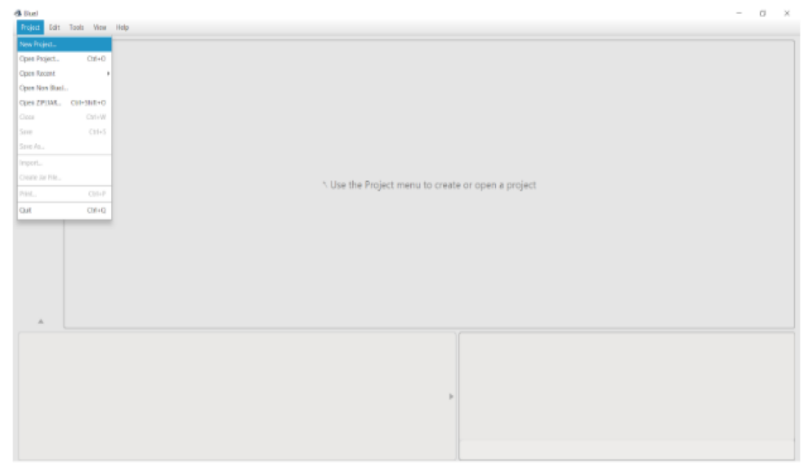 BlueJ
Project Edit Tools View Help
New Project...
Open Project... Ctrl+O
Open Recent
Open Non BlueJ...
Open ZIP/JAR... Ctrl+Shift+O
Close Ctrl+W
Save Ctrl+S
Save As...
Import...
Create Jar File...
Print... Ctrl+P
Quit Ctrl+Q
^ Use the Project menu to create or open a project